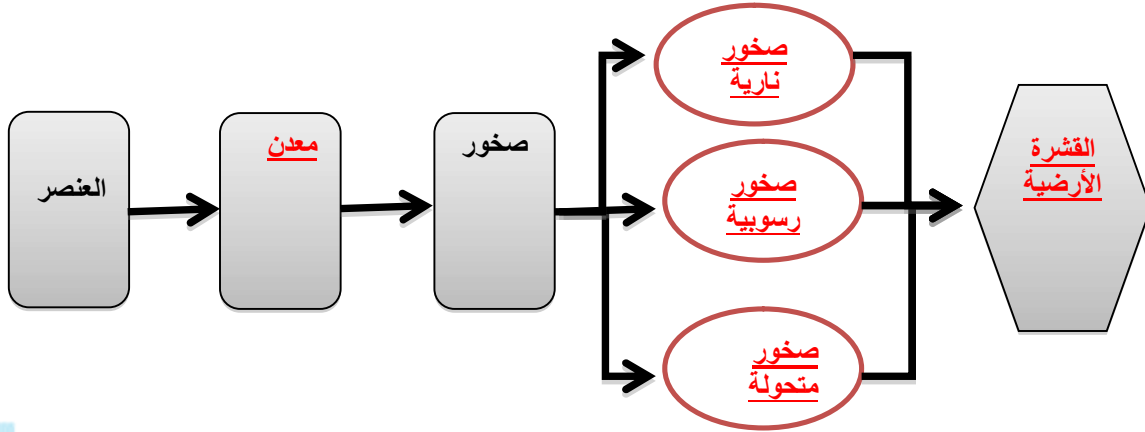 العنصر
معدن
صخور
صخور
نارية
صخور
رسوبية
صخور
متحولة
القشرة
الأرضية